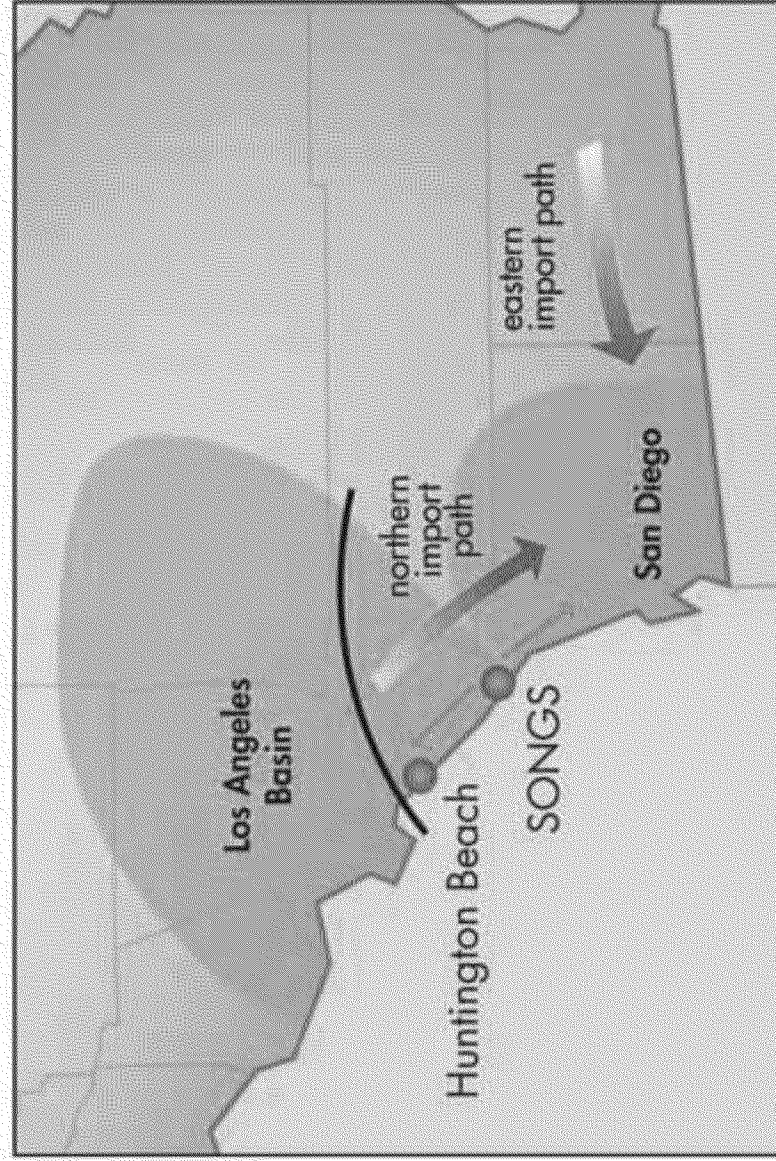 Los Angeles
Basin
northern
import
path
eastern
import path
Huntington Beach
SONGS
San Diego